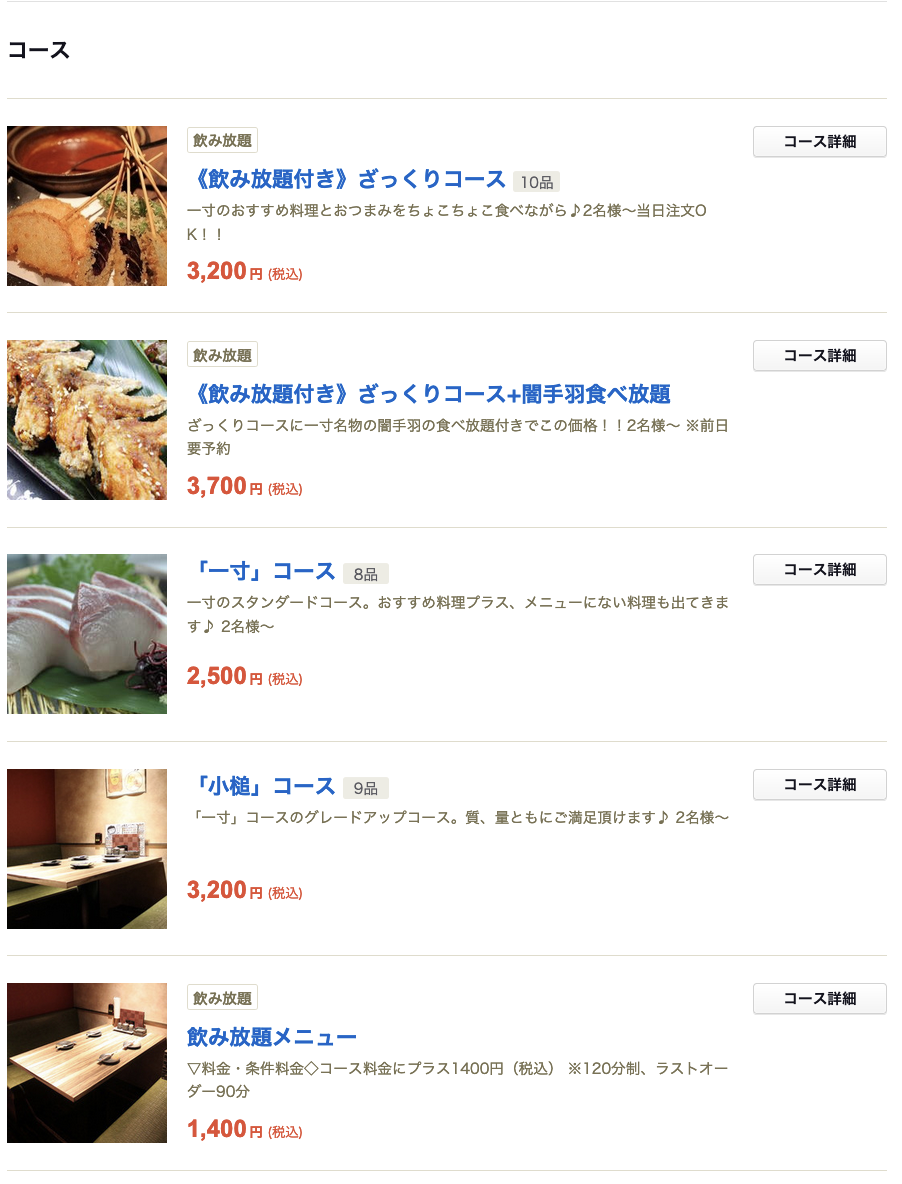 コース
飲み放題
コース詳細
《飲み放題付き》ざっくりコース 10品
一寸のおすすめ料理とおつまみをちょこちょこ食べながら♪2名様〜当日注文O
K！！
3,200円 (税込)
飲み放題
コース詳細
《飲み放題付き》ざっくりコース+闇手羽食べ放題
ざっくりコースに一寸名物の闇手羽の食べ放題付きでこの価格！！2名様〜 ※前日
要予約
3,700円 (税込)
「一寸」コース 8品
コース詳細
一寸のスタンダードコース。おすすめ料理プラス、メニューにない料理も出てきま
す♪ 2名様〜
2,500円 (税込)
「小槌」コース 9品
コース詳細
「一寸」コースのグレードアップコース。質、量ともにご満足頂けます♪ 2名様〜
3,200円 (税込)
飲み放題
コース詳細
飲み放題メニュー
▽料金・条件料金◇コース料金にプラス1400円（税込） ※120分制、ラストオー
ダー90分
1,400円 (税込)